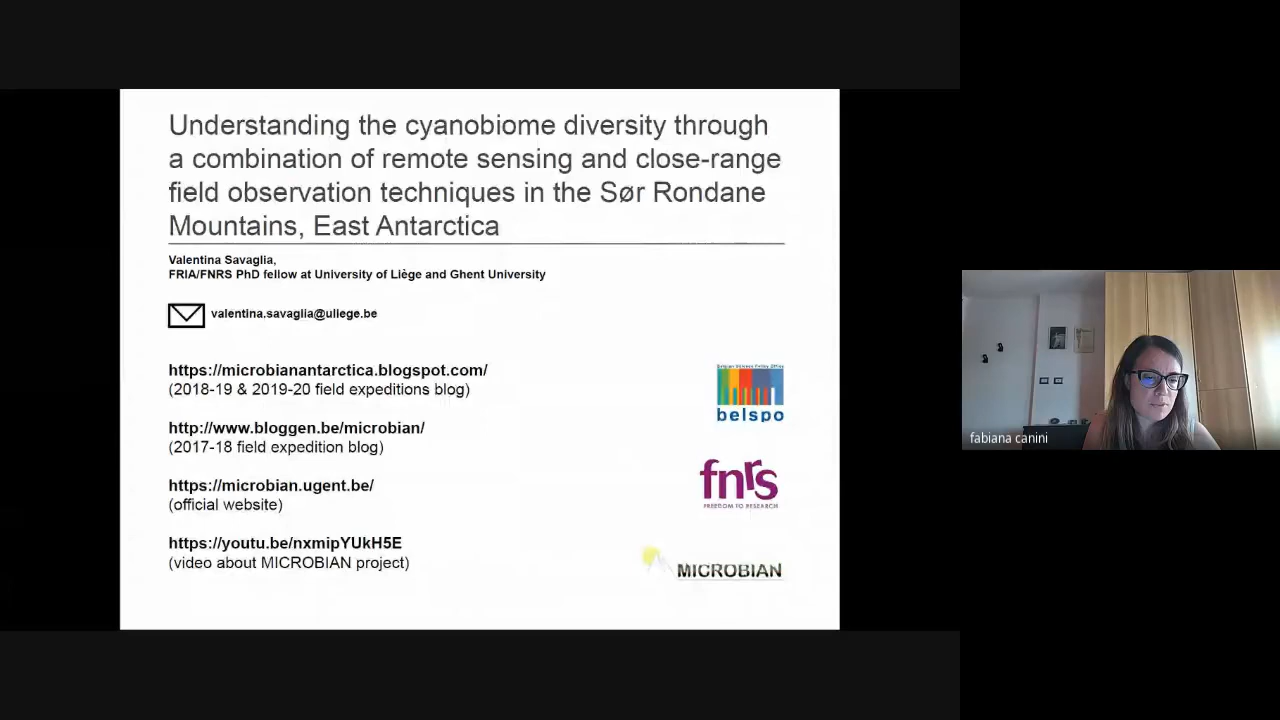 Understanding the cyanobiome diversity through
a combination of remote sensing and close-range
field observation techniques in the Sør Rondane
Mountains, East Antarctica
Valentina Savaglia,
FRIA/FNRS PhD fellow at University of Liège and Ghent University
valentina.savaglia@uliege.be
https://microbianantarctica.blogspot.com/
(2018-19 & 2019-20 field expeditions blog)
http://www.bloggen.be/microbian/
(2017-18 field expedition blog)
https://microbian.ugent.be/
(official website)
https://youtu.be/nxmipYUkH5E
(video about MICROBIAN project)
Belgian Science Policy Office
belspo
fnrs
FREEDOM TO RESEARCH
MICROBIAN
fabiana canini